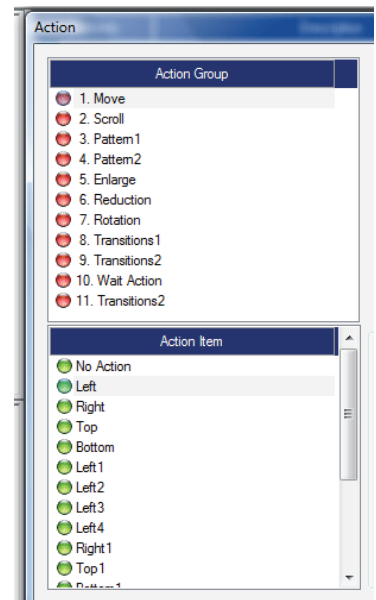 Action
Action Group
1. Move
2. Scroll
3. Pattern1
4. Pattern2
5. Enlarge
6. Reduction
7. Rotation
8. Transitions1
9. Transitions2
10. Wait Action
11. Transitions2
Action Item
No Action
Left
Right
Top
Bottom
Left1
Left2
Left3
Left4
Right1
Top1
Bottom1